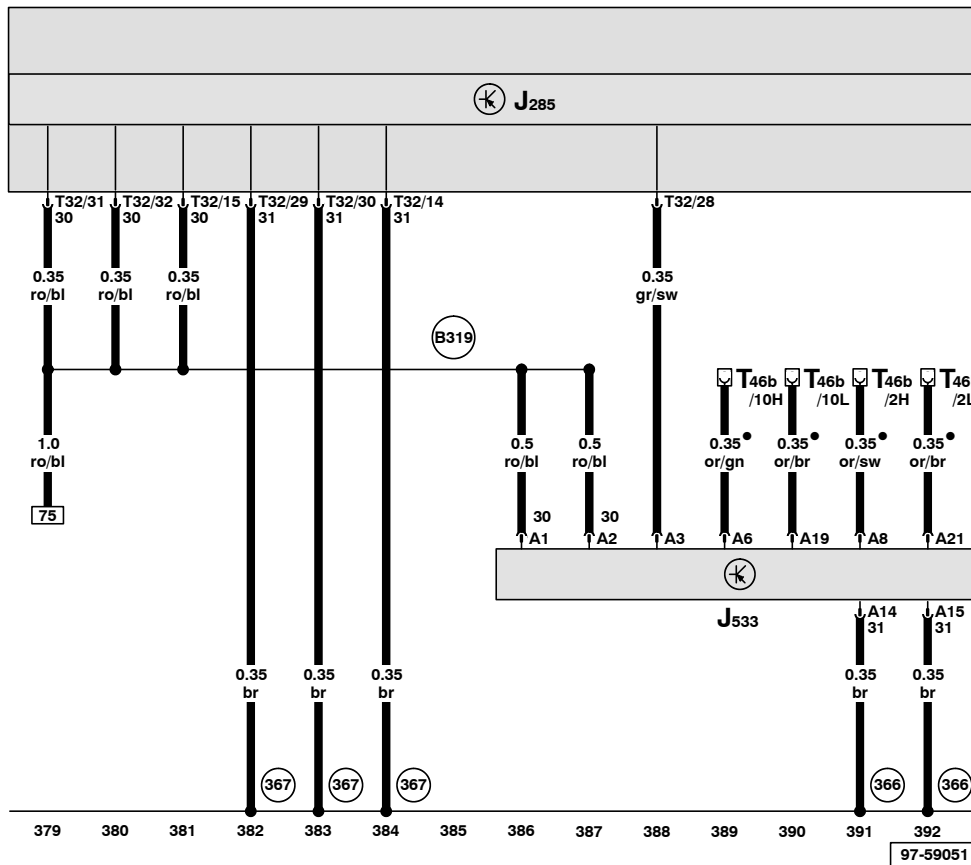 J285
T32/31 T32/32 T32/15 T32/29 T32/30 T32/14 T32/28
30 30 30 31 31 31
0.35 0.35 0.35 0.35
ro/bl ro/bl ro/bl gr/sw
B319
T46b T46b T46b T46
/10H /10L /2H /2L
1.0 0.5 0.5 0.35 0.35 0.35 0.35
ro/bl ro/bl ro/bl or/gn or/br or/sw or/br
75 30 30
A1 A2 A3 A6 A19 A8 A21
J533
A14 A15
31 31
0.35 0.35 0.35 0.35 0.35
br br br br br
367 367 367 366 366
379 380 381 382 383 384 385 386 387 388 389 390 391 392
97-59051